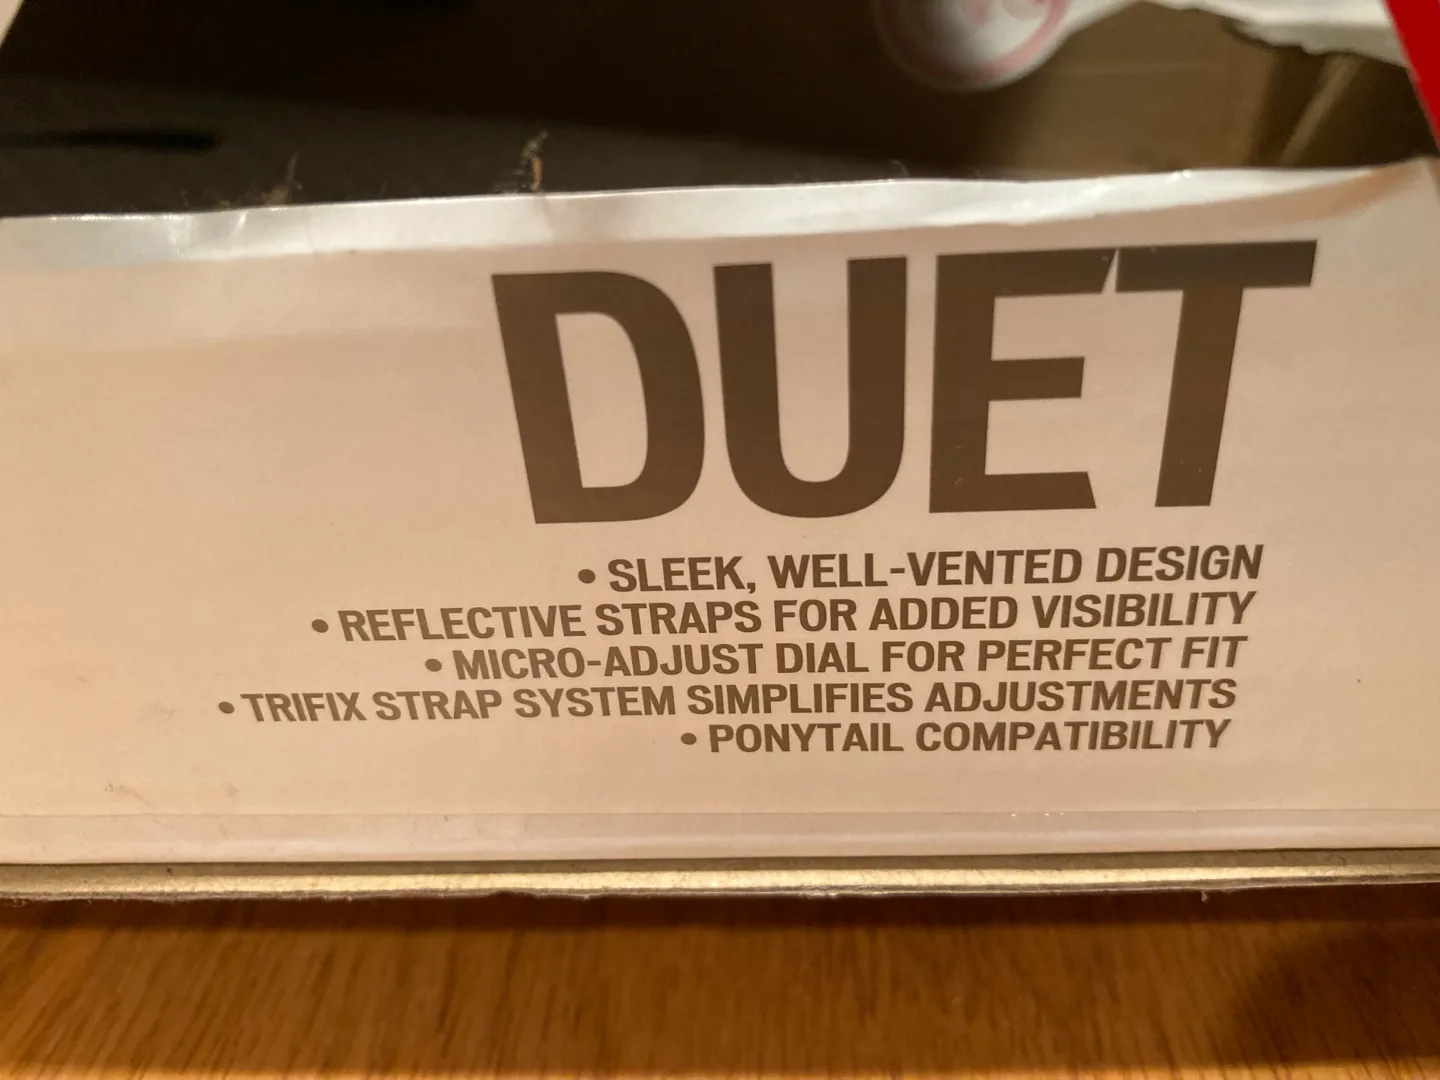 DUET
• SLEEK, WELL-VENTED DESIGN
• REFLECTIVE STRAPS FOR ADDED VISIBILITY
• MICRO-ADJUST DIAL FOR PERFECT FIT
• TRIFIX STRAP SYSTEM SIMPLIFIES ADJUSTMENTS
• PONYTAIL COMPATIBILITY